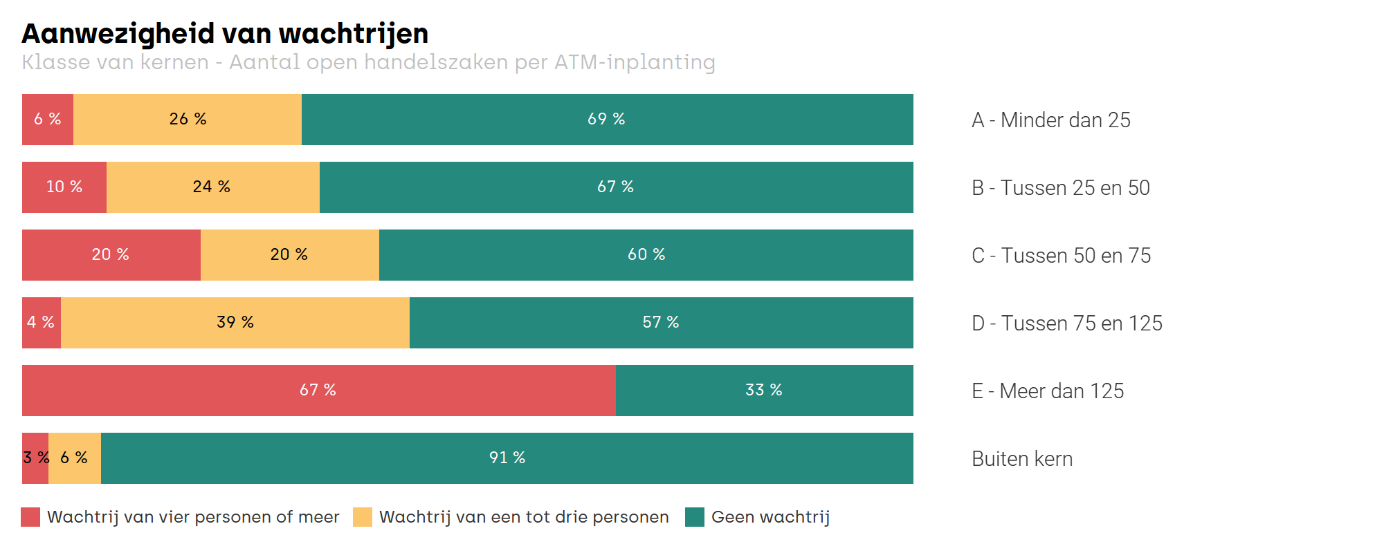 Aanwezigheid van wachtrijen
Klasse van kernen - Aantal open handelszaken per ATM-inplanting
6 % 26 % 69 % A - Minder dan 25
10 % 24 % 67 % B - Tussen 25 en 50
20 % 20 % 60 % C - Tussen 50 en 75
4 % 39 % 57 % D - Tussen 75 en 125
67 % 33 % E - Meer dan 125
3 % 6 % 91 % Buiten kern
Wachtrij van vier personen of meer Wachtrij van een tot drie personen Geen wachtrij